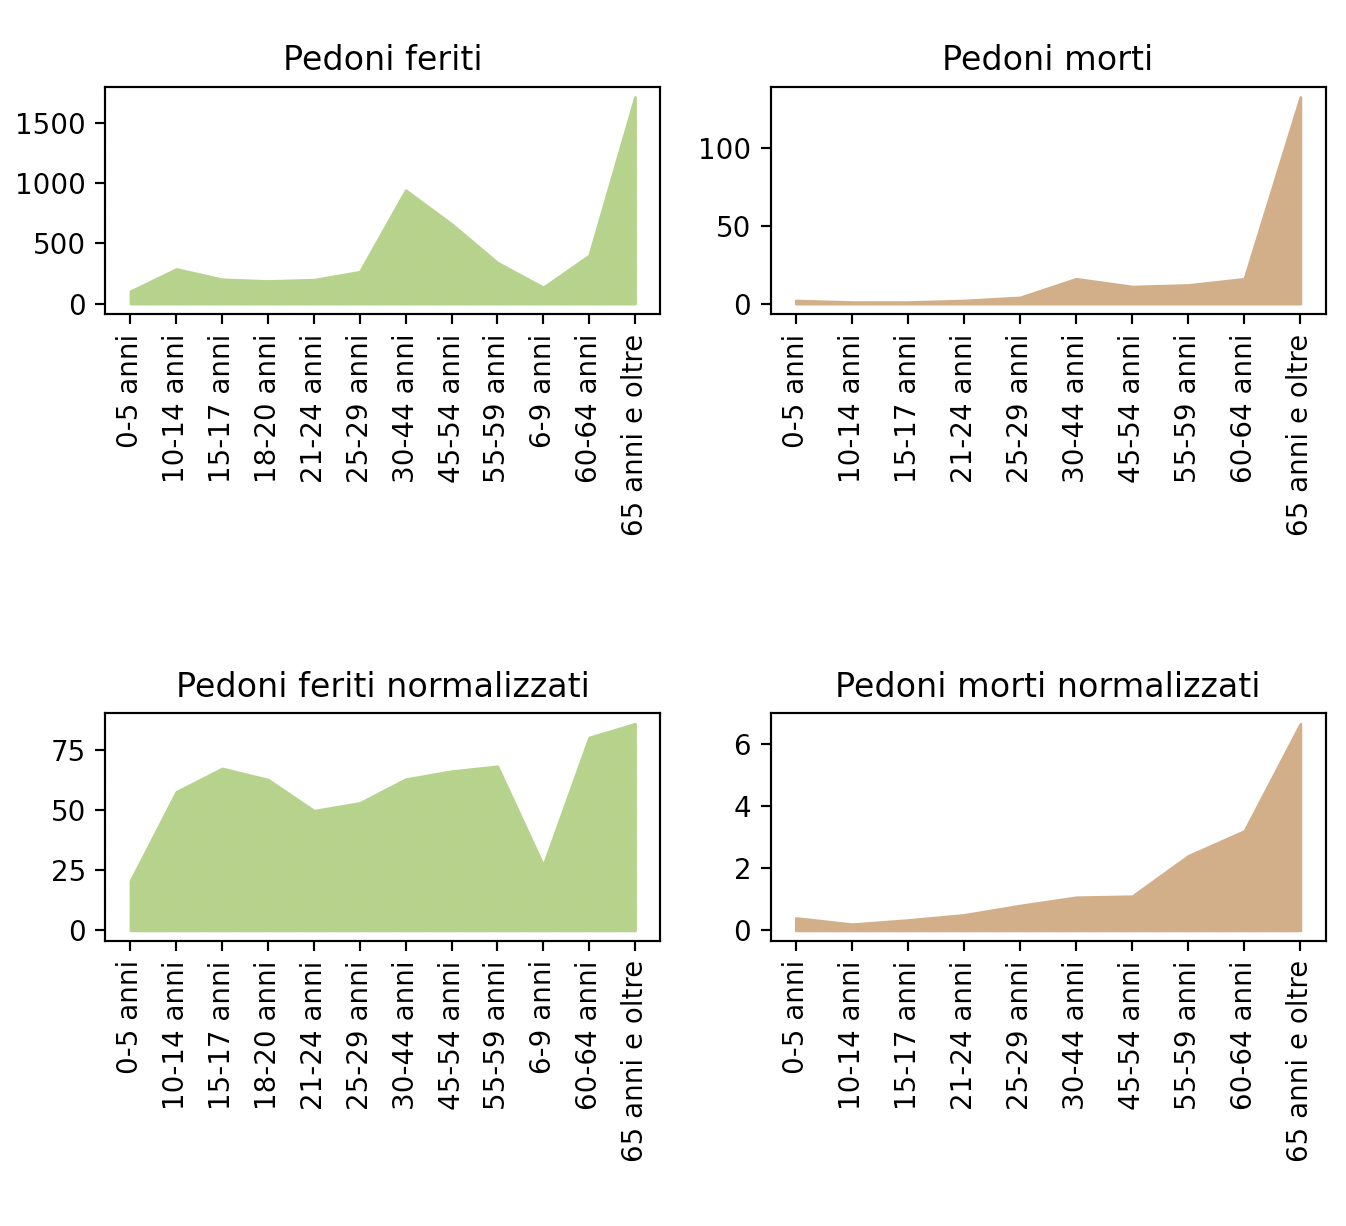 Pedoni feriti
1500
1000
500
0
0-5 anni
10-14 anni
15-17 anni
18-20 anni
21-24 anni
25-29 anni
30-44 anni
45-54 anni
55-59 anni
6-9 anni
60-64 anni
65 anni e oltre
Pedoni morti
100
50
0
0-5 anni
10-14 anni
15-17 anni
21-24 anni
25-29 anni
30-44 anni
45-54 anni
55-59 anni
60-64 anni
65 anni e oltre
Pedoni feriti normalizzati
75
50
25
0
0-5 anni
10-14 anni
15-17 anni
18-20 anni
21-24 anni
25-29 anni
30-44 anni
45-54 anni
55-59 anni
6-9 anni
60-64 anni
65 anni e oltre
Pedoni morti normalizzati
6
4
2
0
0-5 anni
10-14 anni
15-17 anni
21-24 anni
25-29 anni
30-44 anni
45-54 anni
55-59 anni
60-64 anni
65 anni e oltre